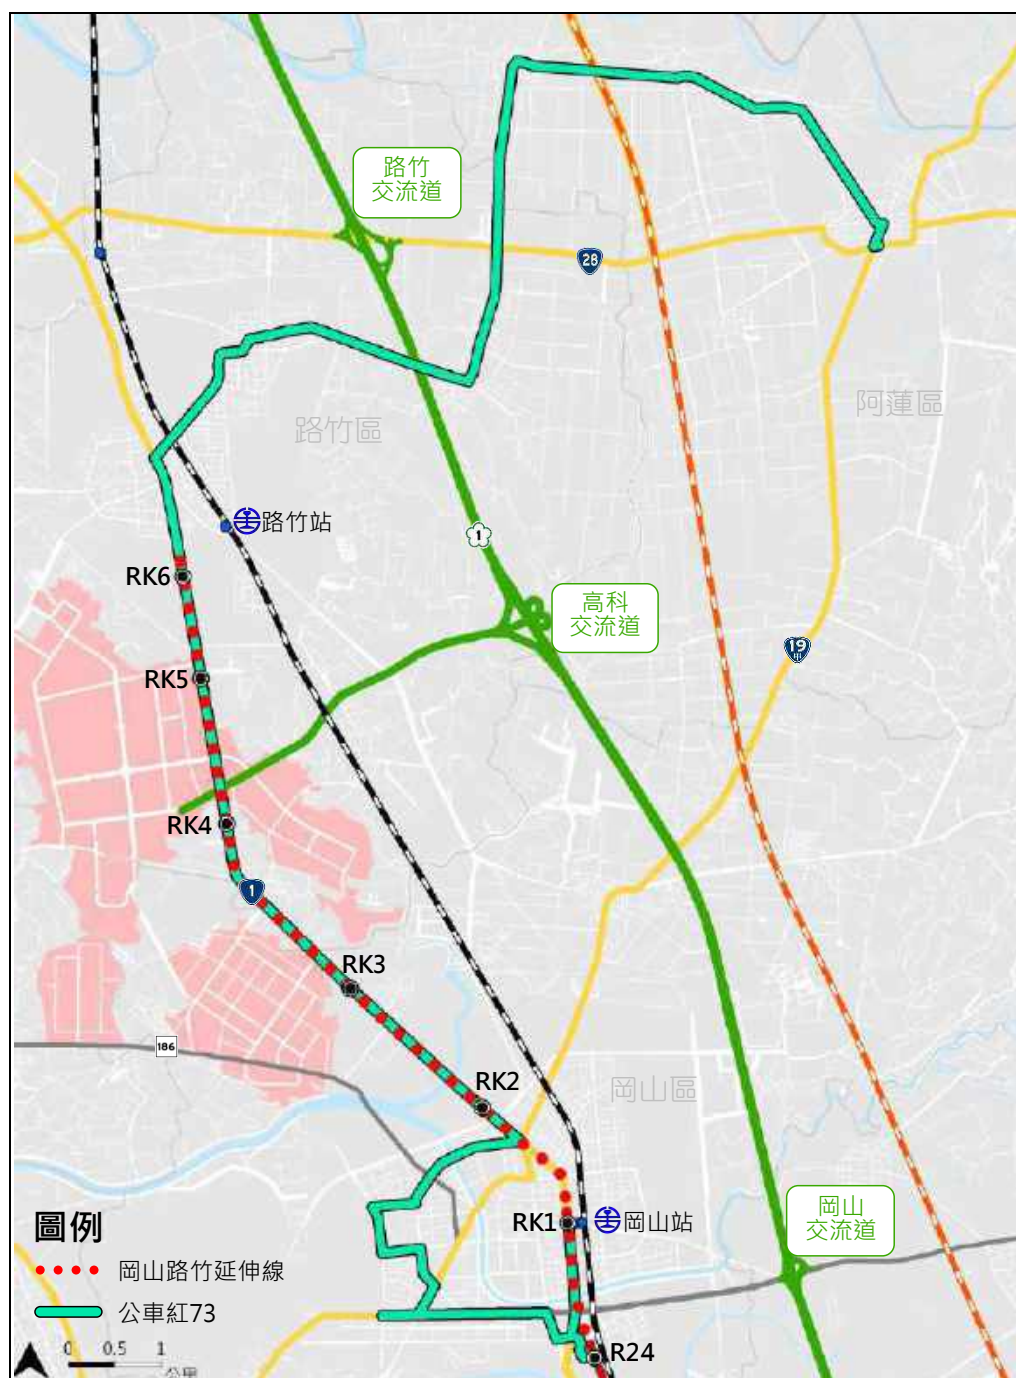 路竹
交流道
28
阿蓮區
路竹區
路竹站
1
RK6
高科
交流道
19
甲
RK5
RK4
1
RK3
186
RK2
岡山區
岡山
交流道
RK1
岡山站
圖例
岡山路竹延伸線
公車紅73
0 0.5 1
公里
R24